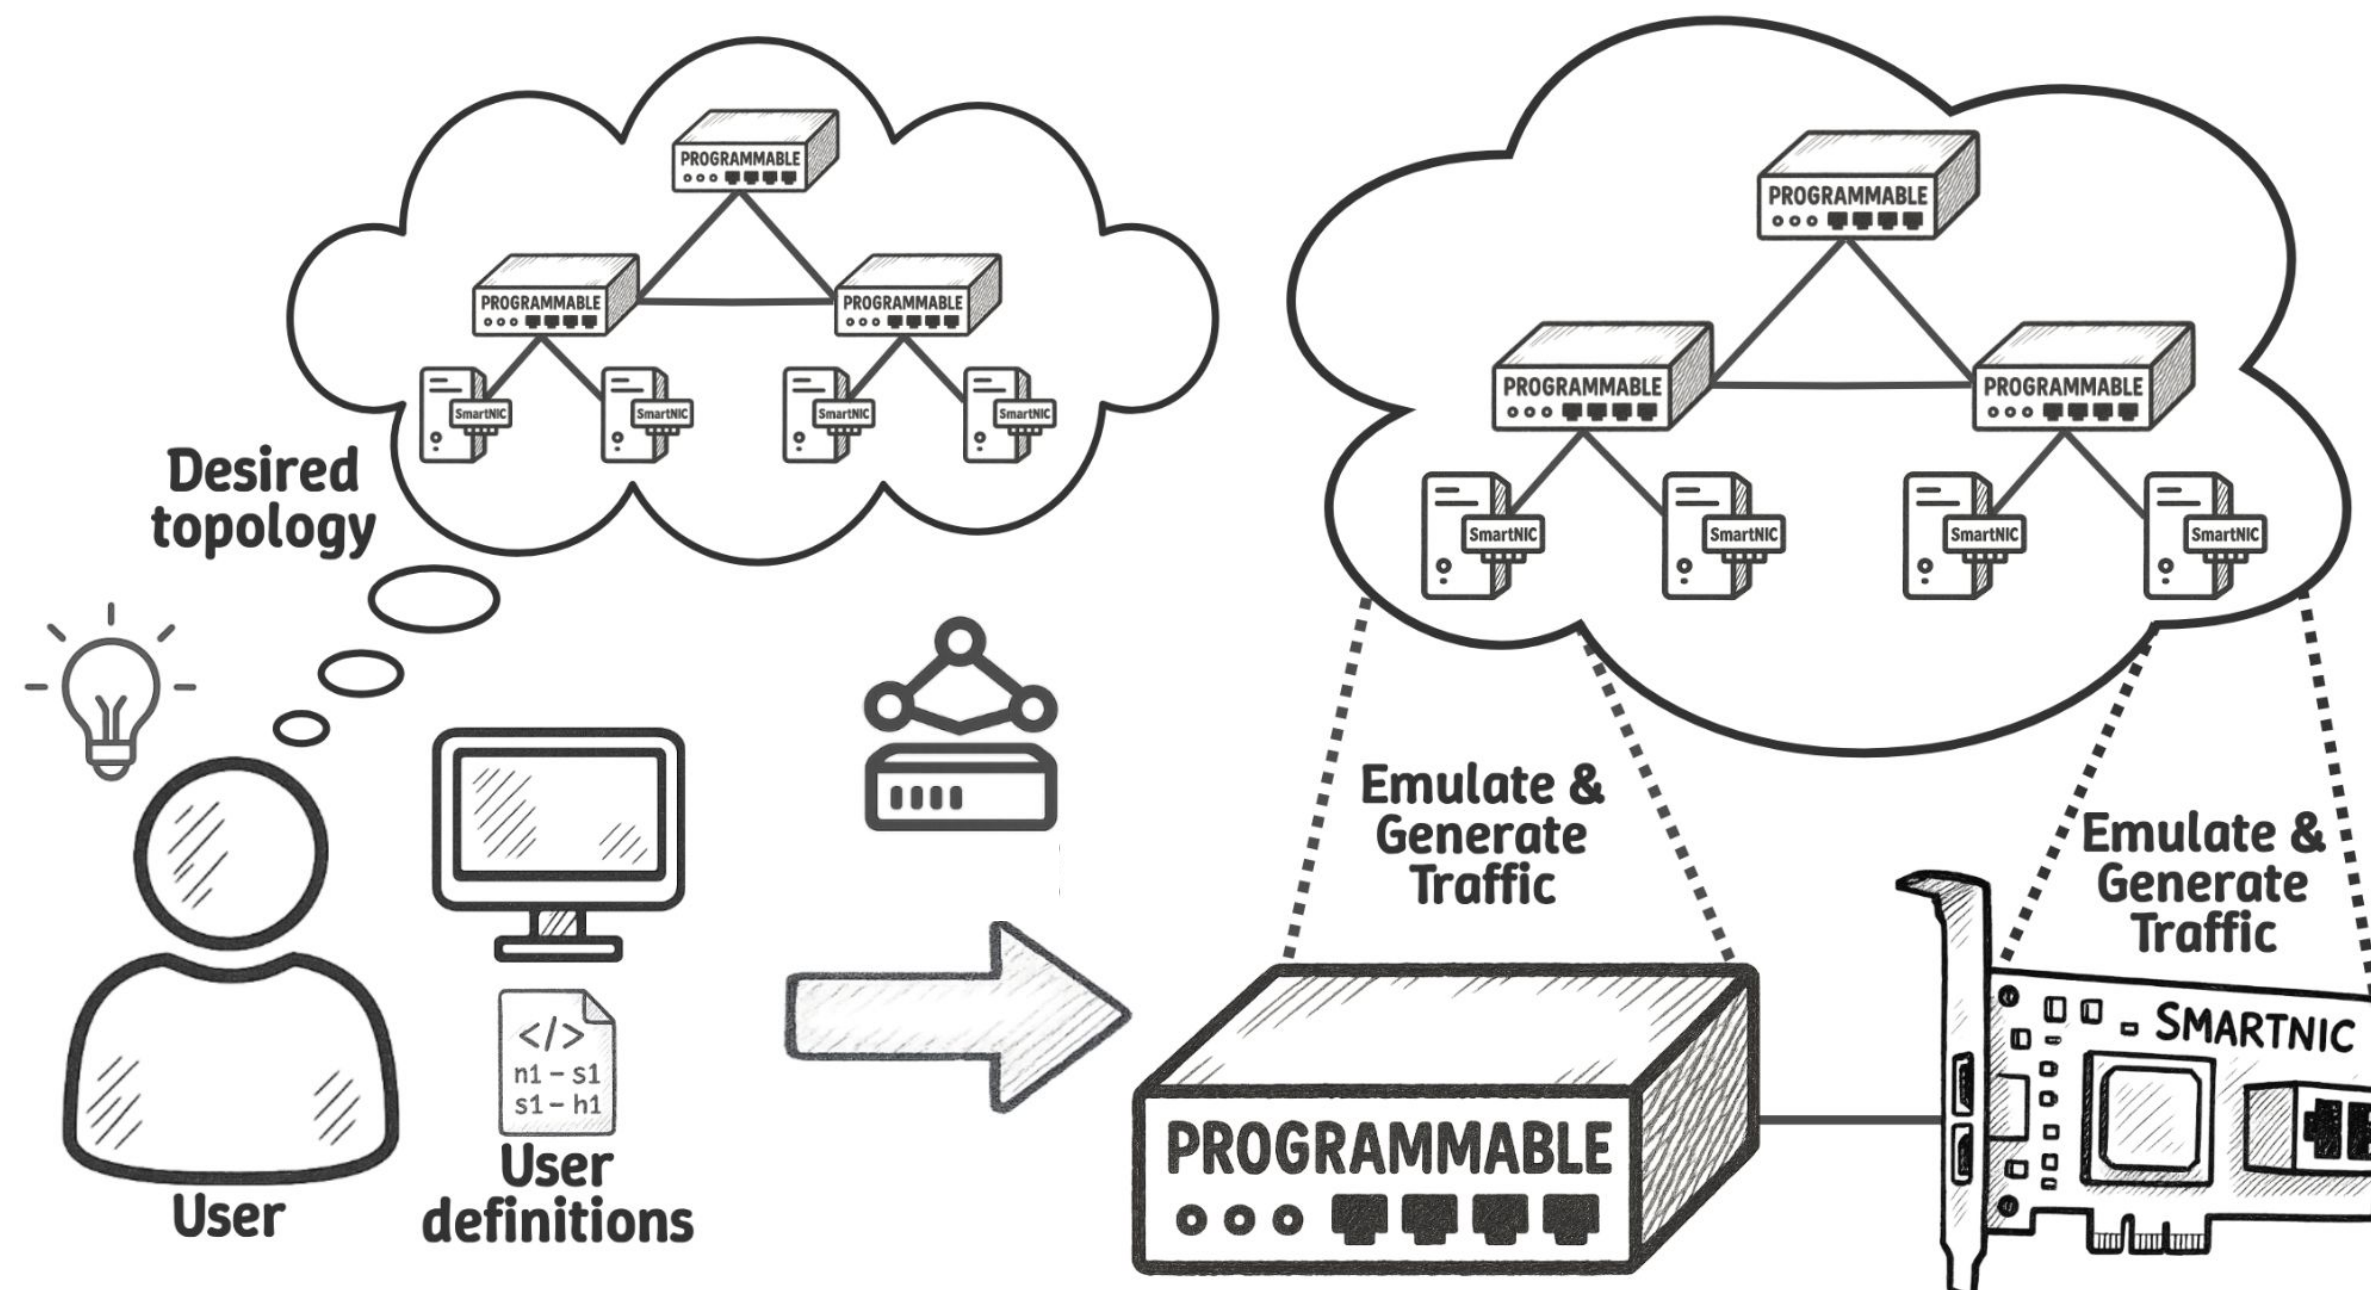 PROGRAMMABLE
PROGRAMMABLE
PROGRAMMABLE
SmartNIC
SmartNIC
SmartNIC
SmartNIC
Desired
topology
User
</>
n1 – s1
s1 – h1
User
definitions
PROGRAMMABLE
PROGRAMMABLE
PROGRAMMABLE
SmartNIC
SmartNIC
SmartNIC
SmartNIC
Emulate &
Generate
Traffic
Emulate &
Generate
Traffic
PROGRAMMABLE
SMARTNIC